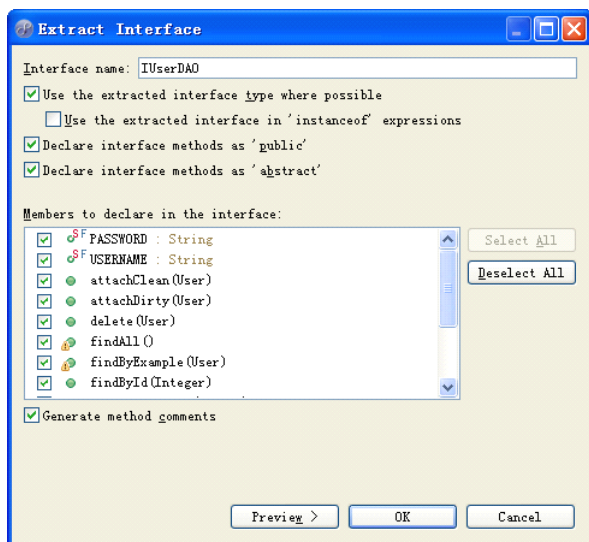 Extract Interface
Interface name: IUserDAO
Use the extracted interface type where possible
Use the extracted interface in 'instanceof' expressions
Declare interface methods as 'public'
Declare interface methods as 'abstract'
Members to declare in the interface:
S F PASSWORD : String
S F USERNAME : String
attachClean(User)
attachDirty(User)
delete(User)
findAll()
findByExample(User)
findById(Integer)
Select All
Deselect All
Generate method comments
Preview >
OK
Cancel